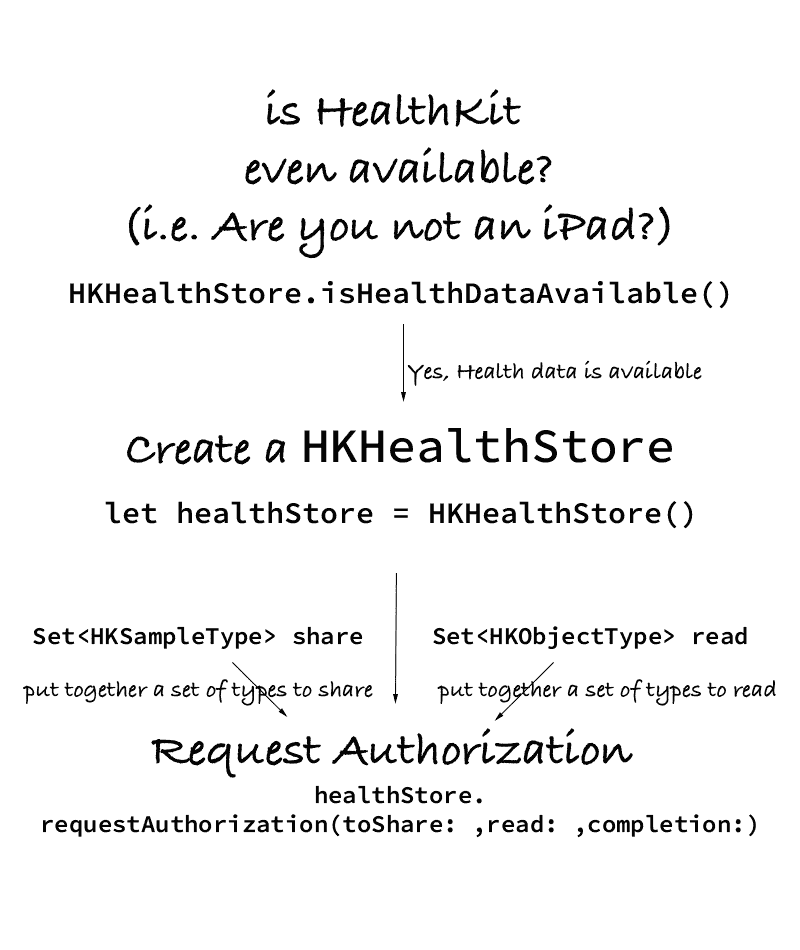 is HealthKit
even available?
(i.e. Are you not an iPad?)
HKHealthStore.isHealthDataAvailable()
Yes, Health data is available
Create a HKHealthStore
let healthStore = HKHealthStore()
Set<HKSampleType> share
put together a set of types to share
Set<HKObjectType> read
put together a set of types to read
Request Authorization
healthStore.
requestAuthorization(toShare: ,read: ,completion:)